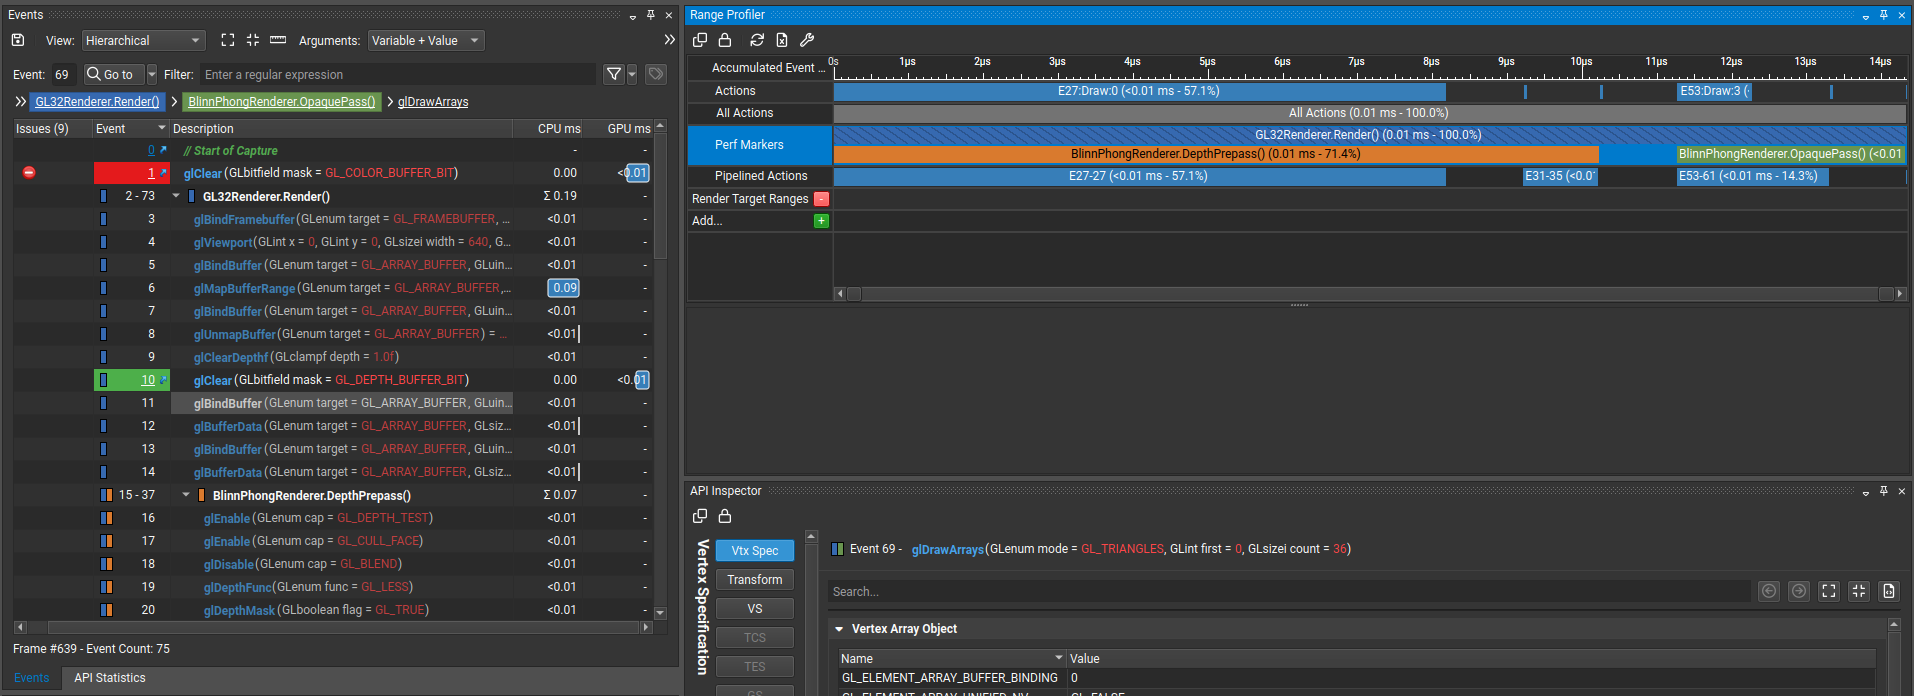 Events
View: Hierarchical Arguments: Variable + Value
Event: 69 Go to Filter: Enter a regular expression
GL32Renderer.Render() BlinnPhongRenderer.OpaquePass() glDrawArrays
Issues (9) Event Description CPU ms GPU ms
0 // Start of Capture - -
1 glClear(GLbitfield mask = GL_COLOR_BUFFER_BIT) 0.00 <0.01
2 - 73 GL32Renderer.Render() Σ 0.19 -
3 glBindFramebuffer(GLenum target = GL_FRAMEBUFFER, ... <0.01 -
4 glViewport(GLint x = 0, GLint y = 0, GLsizei width = 640, G... <0.01 -
5 glBindBuffer(GLenum target = GL_ARRAY_BUFFER, GLuin... <0.01 -
6 glMapBufferRange(GLenum target = GL_ARRAY_BUFFER,... 0.09 -
7 glBindBuffer(GLenum target = GL_ARRAY_BUFFER, GLuin... <0.01 -
8 glUnmapBuffer(GLenum target = GL_ARRAY_BUFFER) = ... <0.01 -
9 glClearDepthf(GLclampf depth = 1.0f) <0.01 -
10 glClear(GLbitfield mask = GL_DEPTH_BUFFER_BIT) 0.00 <0.01
11 glBindBuffer(GLenum target = GL_ARRAY_BUFFER, GLuin... <0.01 -
12 glBufferData(GLenum target = GL_ARRAY_BUFFER, GLsiz... <0.01 -
13 glBindBuffer(GLenum target = GL_ARRAY_BUFFER, GLuin... <0.01 -
14 glBufferData(GLenum target = GL_ARRAY_BUFFER, GLsiz... <0.01 -
15 - 37 BlinnPhongRenderer.DepthPrepass() Σ 0.07 -
16 glEnable(GLenum cap = GL_DEPTH_TEST) <0.01 -
17 glEnable(GLenum cap = GL_CULL_FACE) <0.01 -
18 glDisable(GLenum cap = GL_BLEND) <0.01 -
19 glDepthFunc(GLenum func = GL_LESS) <0.01 -
20 glDepthMask(GLboolean flag = GL_TRUE) <0.01 -
Frame #639 - Event Count: 75
Events API Statistics
Range Profiler
Accumulated Event ... 0s 1µs 2µs 3µs 4µs 5µs 6µs 7µs 8µs 9µs 10µs 11µs 12µs 13µs 14µs
Actions E27:Draw:0 (<0.01 ms - 57.1%) E53:Draw:3 (<
All Actions All Actions (0.01 ms - 100.0%)
Perf Markers GL32Renderer.Render() (0.01 ms - 100.0%)
BlinnPhongRenderer.DepthPrepass() (0.01 ms - 71.4%) BlinnPhongRenderer.OpaquePass() (<0.01
Pipelined Actions E27-27 (<0.01 ms - 57.1%) E31-35 (<0.0 E53-61 (<0.01 ms - 14.3%)
Render Target Ranges -
Add... +
API Inspector
Vertex Specification
Vtx Spec
Transform
VS
TCS
TES
GS
Event 69 - glDrawArrays(GLenum mode = GL_TRIANGLES, GLint first = 0, GLsizei count = 36)
Search...
Vertex Array Object
Name Value
GL_ELEMENT_ARRAY_BUFFER_BINDING 0
GL_ELEMENT_ARRAY_UNIFIED_NV GL_FALSE